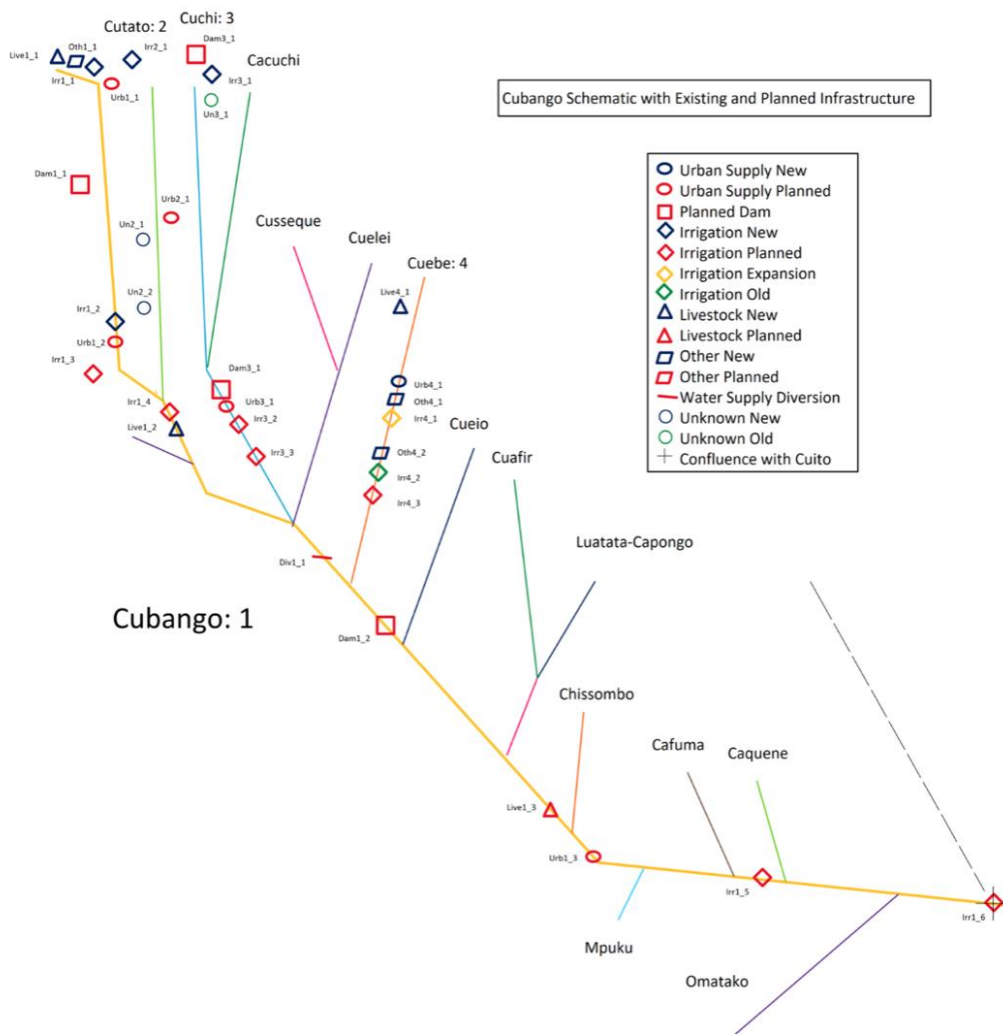 Cutato: 2
Cuchi: 3
Dam3_1
Oth1_1
Irr2_1
Live1_1
Cacuchi
Irr1_1
Irr3_1
Urb1_1
Un3_1
Cubango Schematic with Existing and Planned Infrastructure
Urban Supply New
Urban Supply Planned
Planned Dam
Irrigation New
Irrigation Planned
Irrigation Expansion
Irrigation Old
Livestock New
Livestock Planned
Other New
Other Planned
Water Supply Diversion
Unknown New
Unknown Old
Confluence with Cuito
Dam1_1
Urb2_1
Un2_1
Cusseque
Cuelei
Cuebe: 4
Un2_2
Live4_1
Irr1_2
Urb1_2
Irr1_3
Dam3_1
Urb4_1
Irr1_4
Urb3_1
Oth4_1
Irr3_2
Irr4_1
Live1_2
Cueio
Irr3_3
Oth4_2
Cuafir
Irr4_2
Irr4_3
Luatata-Capongo
Div1_1
Cubango: 1
Dam1_2
Chissombo
Cafuma
Caquene
Live1_3
Urb1_3
Irr1_5
Irr1_6
Mpuku
Omatako